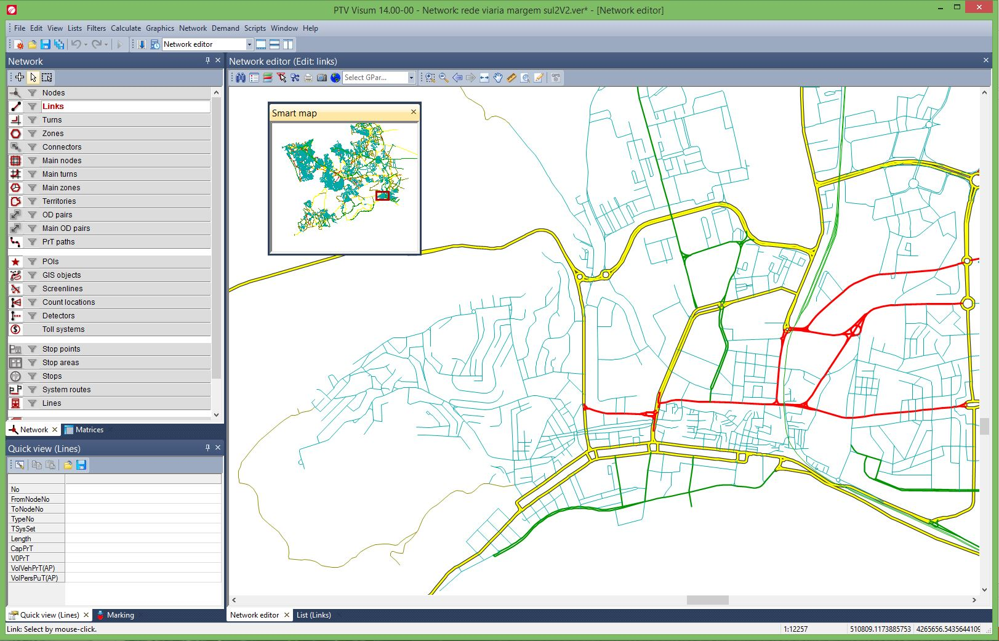 PTV Visum 14.00-00 - Network: rede viaria margem sul2V2.ver* - [Network editor]
File Edit View Lists Filters Calculate Graphics Network Demand Scripts Window Help
Network editor
Network
Network editor (Edit: links)
Select GPar...
GPS
Nodes
Links
Turns
Zones
Connectors
Main nodes
Main turns
Main zones
Territories
OD pairs
Main OD pairs
PrT paths
POIs
GIS objects
Screenlines
Count locations
Detectors
Toll systems
Stop points
Stop areas
Stops
System routes
Lines
Smart map
Network
Matrices
Quick view (Lines)
No
FromNodeNo
ToNodeNo
TypeNo
TSysSet
Length
CapPrT
V0PrT
VolVehPrT(AP)
VolPersPuT(AP)
Quick view (Lines)
Marking
Network editor
List (Links)
Link: Select by mouse-click.
1:12257
510809.1173885753
4265656.5435644109